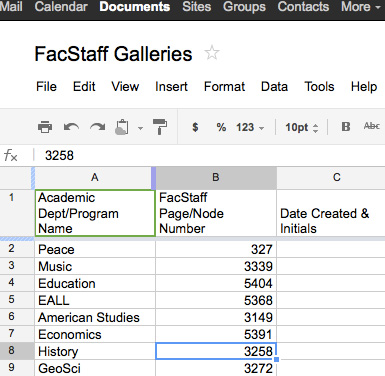 Mail Calendar Documents Sites Groups Contacts More
FacStaff Galleries
File Edit View Insert Format Data Tools Help
$ % 123 10pt B Abc
fx 3258
A B C
1 Academic Dept/Program Name FacStaff Page/Node Number Date Created & Initials
2 Peace 327
3 Music 3339
4 Education 5404
5 EALL 5368
6 American Studies 3149
7 Economics 5391
8 History 3258
9 GeoSci 3272